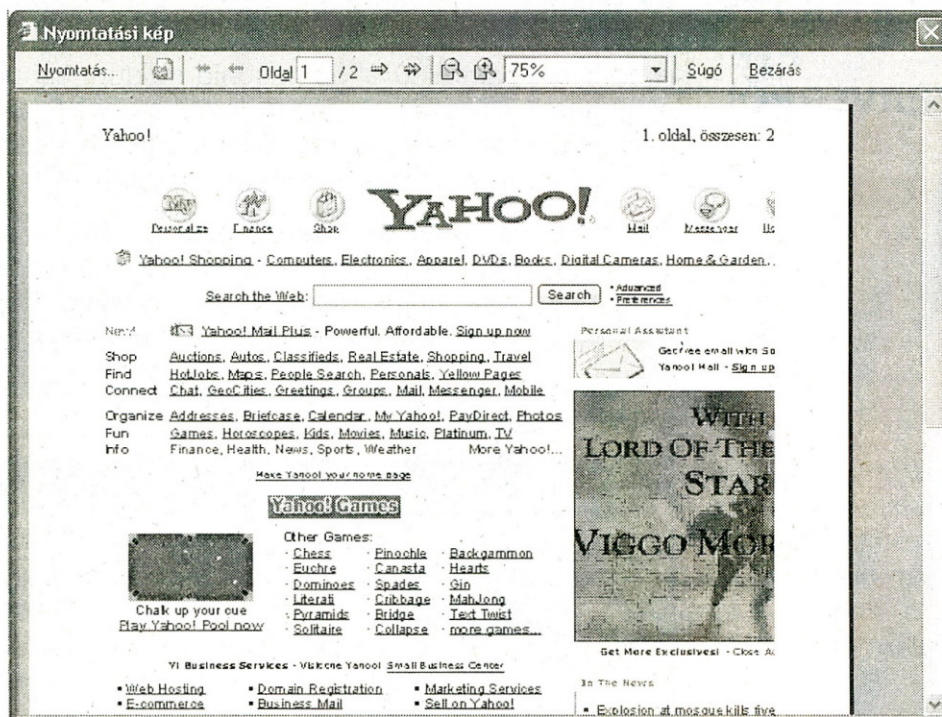 Nyomtatási kép
Nyomtatás... Oldal 1 / 2 75% Súgó Bezárás
Yahoo! 1. oldal, összesen: 2
My YAHOO!
Personalize Finance Shop Mail Messenger
Yahoo! Shopping - Computers, Electronics, Apparel, DVDs, Books, Digital Cameras, Home & Garden,..
Search the Web: Search · Advanced
· Preferences
New! Yahoo! Mail Plus - Powerful, Affordable. Sign up now
Shop Auctions, Autos, Classifieds, Real Estate, Shopping, Travel
Find HotJobs, Maps, People Search, Personals, Yellow Pages
Connect Chat, GeoCities, Greetings, Groups, Mail, Messenger, Mobile
Organize Addresses, Briefcase, Calendar, My Yahoo!, PayDirect, Photos
Fun Games, Horoscopes, Kids, Movies, Music, Platinum, TV
Info Finance, Health, News, Sports, Weather More Yahoo!...
Make Yahoo! your home page
Personal Assistant
Get free email with
Yahoo! Mail - Sign up
WITH
LORD OF THE
STAR
VIGGO MOR
Get More Exclusives! - Close
Yahoo! Games
Chalk up your cue
Play Yahoo! Pool now
Other Games:
· Chess · Pinochle · Backgammon
· Euchre · Canasta · Hearts
· Dominoes · Spades · Gin
· Literati · Cribbage · MahJong
· Pyramids · Bridge · Text Twist
· Solitaire · Collapse · more games...
Y! Business Services - Visit the Yahoo! Small Business Center
▪ Web Hosting ▪ Domain Registration ▪ Marketing Services
▪ E-commerce ▪ Business Mail ▪ Sell on Yahoo!
In The News
▪ Explosion at mosque kills five